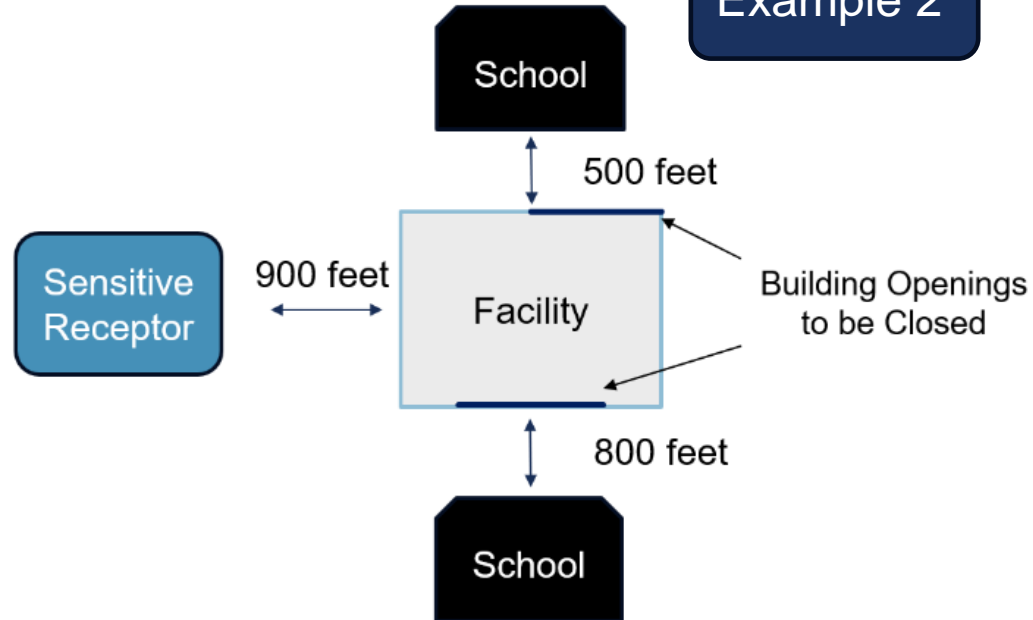 Example 2
School
500 feet
Sensitive
Receptor
900 feet
Facility
Building Openings
to be Closed
800 feet
School